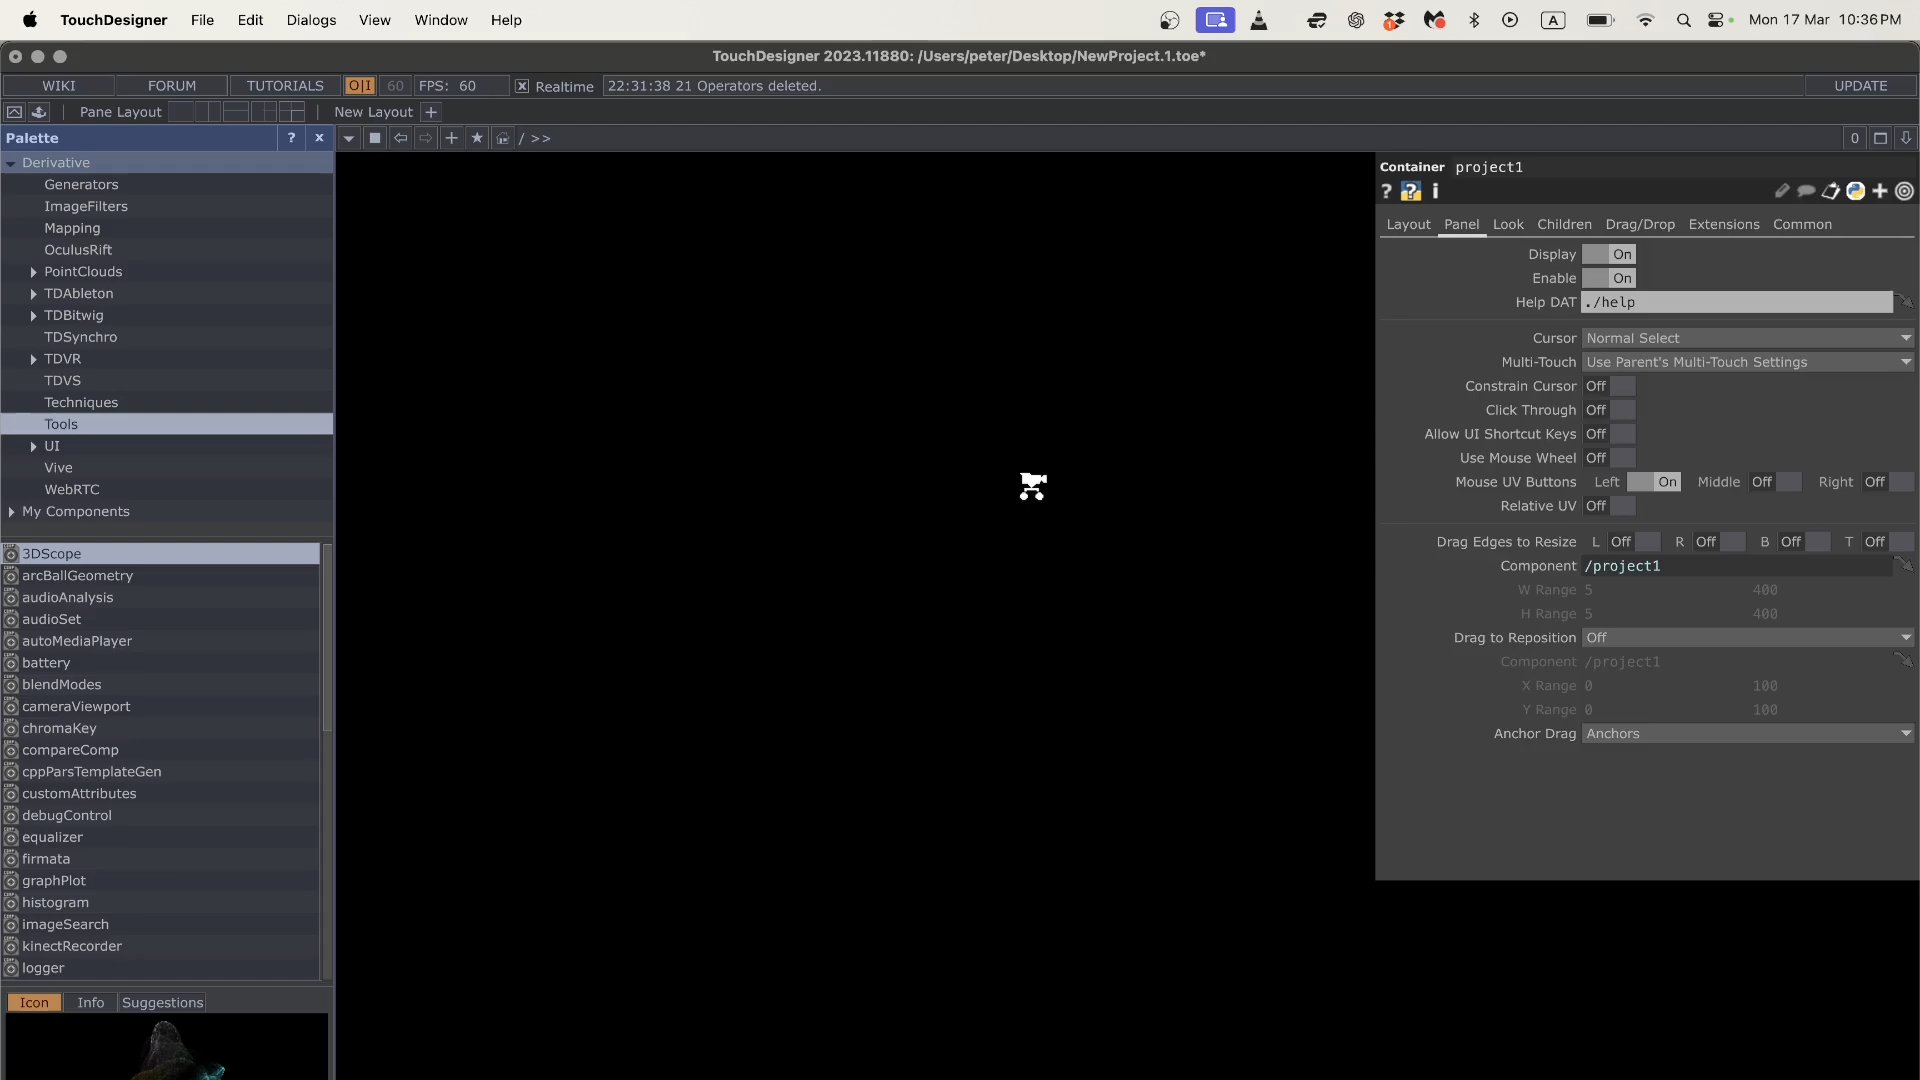 TouchDesigner File Edit Dialogs View Window Help A Mon 17 Mar 10:36 PM
TouchDesigner 2023.11880: /Users/peter/Desktop/NewProject.1.toe*
WIKI FORUM TUTORIALS O|I 60 FPS: 60 Realtime 22:31:38 21 Operators deleted. UPDATE
Pane Layout New Layout +
Palette ? x / >> 0
Derivative
Generators
ImageFilters
Mapping
OculusRift
PointClouds
TDAbleton
TDBitwig
TDSynchro
TDVR
TDVS
Techniques
Tools
UI
Vive
WebRTC
My Components
3DScope
arcBallGeometry
audioAnalysis
audioSet
autoMediaPlayer
battery
blendModes
cameraViewport
chromaKey
compareComp
cppParsTemplateGen
customAttributes
debugControl
equalizer
firmata
graphPlot
histogram
imageSearch
kinectRecorder
logger
Icon Info Suggestions
Container project1
? ? i
Layout Panel Look Children Drag/Drop Extensions Common
Display On
Enable On
Help DAT ./help
Cursor Normal Select
Multi-Touch Use Parent's Multi-Touch Settings
Constrain Cursor Off
Click Through Off
Allow UI Shortcut Keys Off
Use Mouse Wheel Off
Mouse UV Buttons Left On Middle Off Right Off
Relative UV Off
Drag Edges to Resize L Off R Off B Off T Off
Component /project1
W Range 5 400
H Range 5 400
Drag to Reposition Off
Component /project1
X Range 0 100
Y Range 0 100
Anchor Drag Anchors